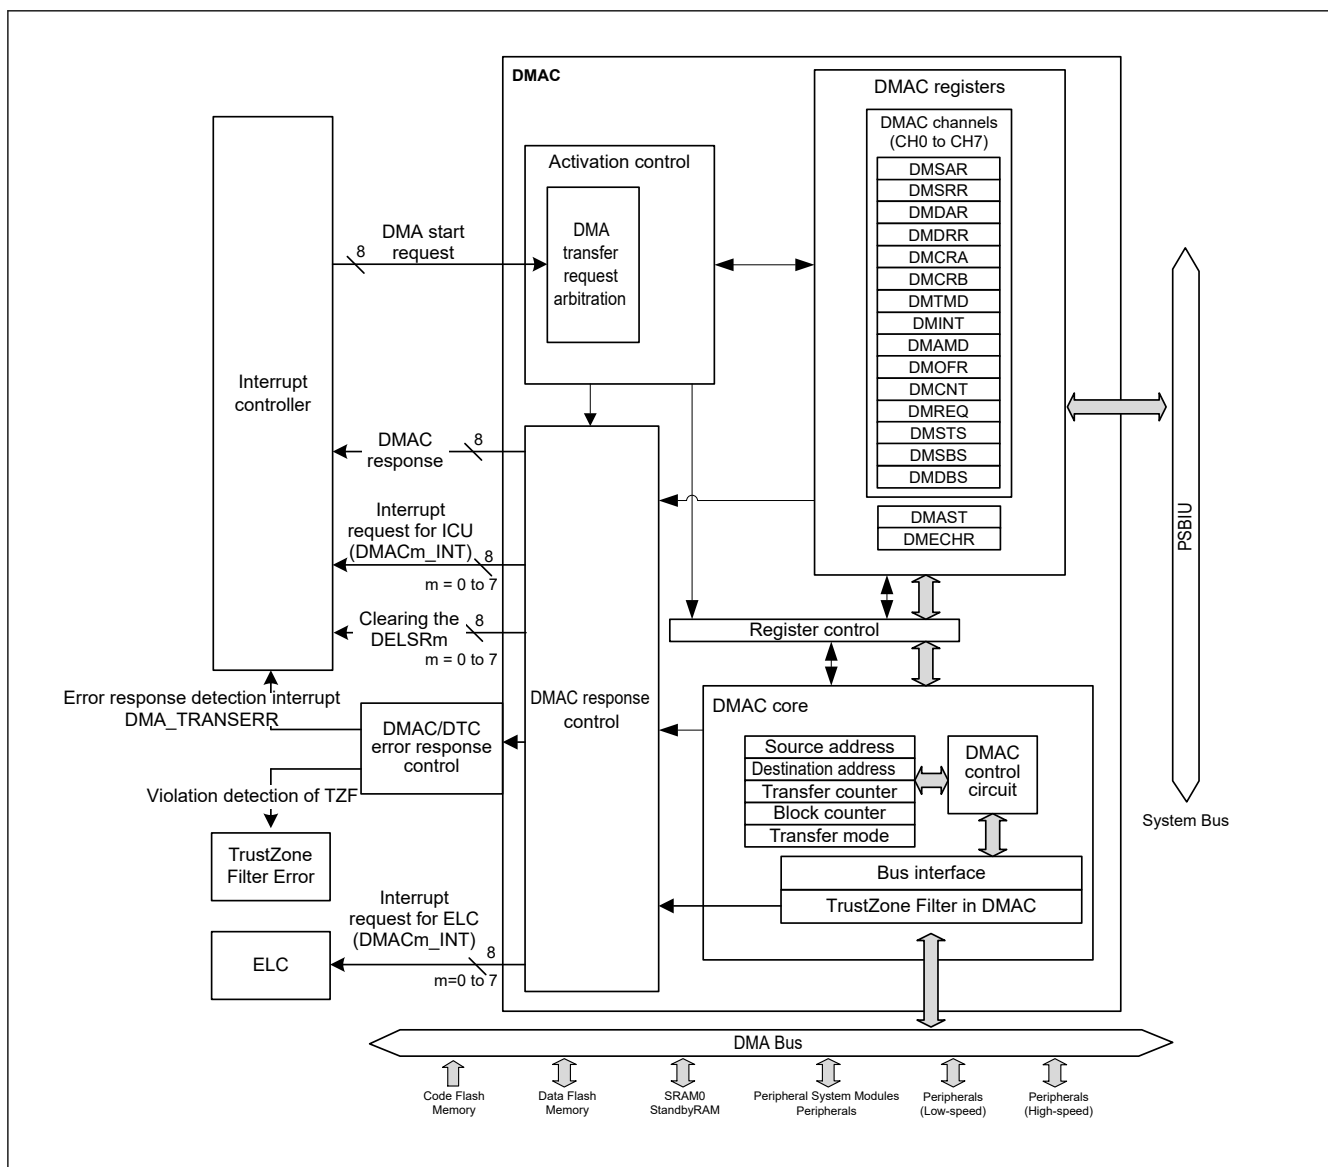 DMAC
DMAC registers
DMAC channels
(CH0 to CH7)
DMSAR
DMSRR
DMDAR
DMDRR
DMCRA
DMCRB
DMTMD
DMINT
DMAMD
DMOFR
DMCNT
DMREQ
DMSTS
DMSBS
DMDBS
DMAST
DMECHR
Activation control
DMA
transfer
request
arbitration
DMA start
request
8
Interrupt
controller
DMAC
response
8
Interrupt
request for ICU
(DMACm_INT)
8
m = 0 to 7
Clearing the
DELSRm
8
m = 0 to 7
Register control
PSBIU
System Bus
Error response detection interrupt
DMA_TRANSERR
DMAC/DTC
error response
control
DMAC response
control
Violation detection of TZF
TrustZone
Filter Error
DMAC core
Source address
Destination address
Transfer counter
Block counter
Transfer mode
DMAC
control
circuit
Bus interface
TrustZone Filter in DMAC
Interrupt
request for ELC
(DMACm_INT)
8
m=0 to 7
ELC
DMA Bus
Code Flash
Memory
Data Flash
Memory
SRAM0
StandbyRAM
Peripheral System Modules
Peripherals
Peripherals
(Low-speed)
Peripherals
(High-speed)